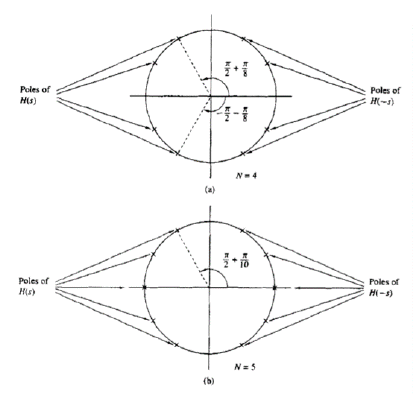 π/2 + π/8
Poles of
H(s)
Poles of
H(−s)
−π/2 − π/8
N = 4
(a)
π/2 + π/10
Poles of
H(s)
Poles of
H(−s)
N = 5
(b)